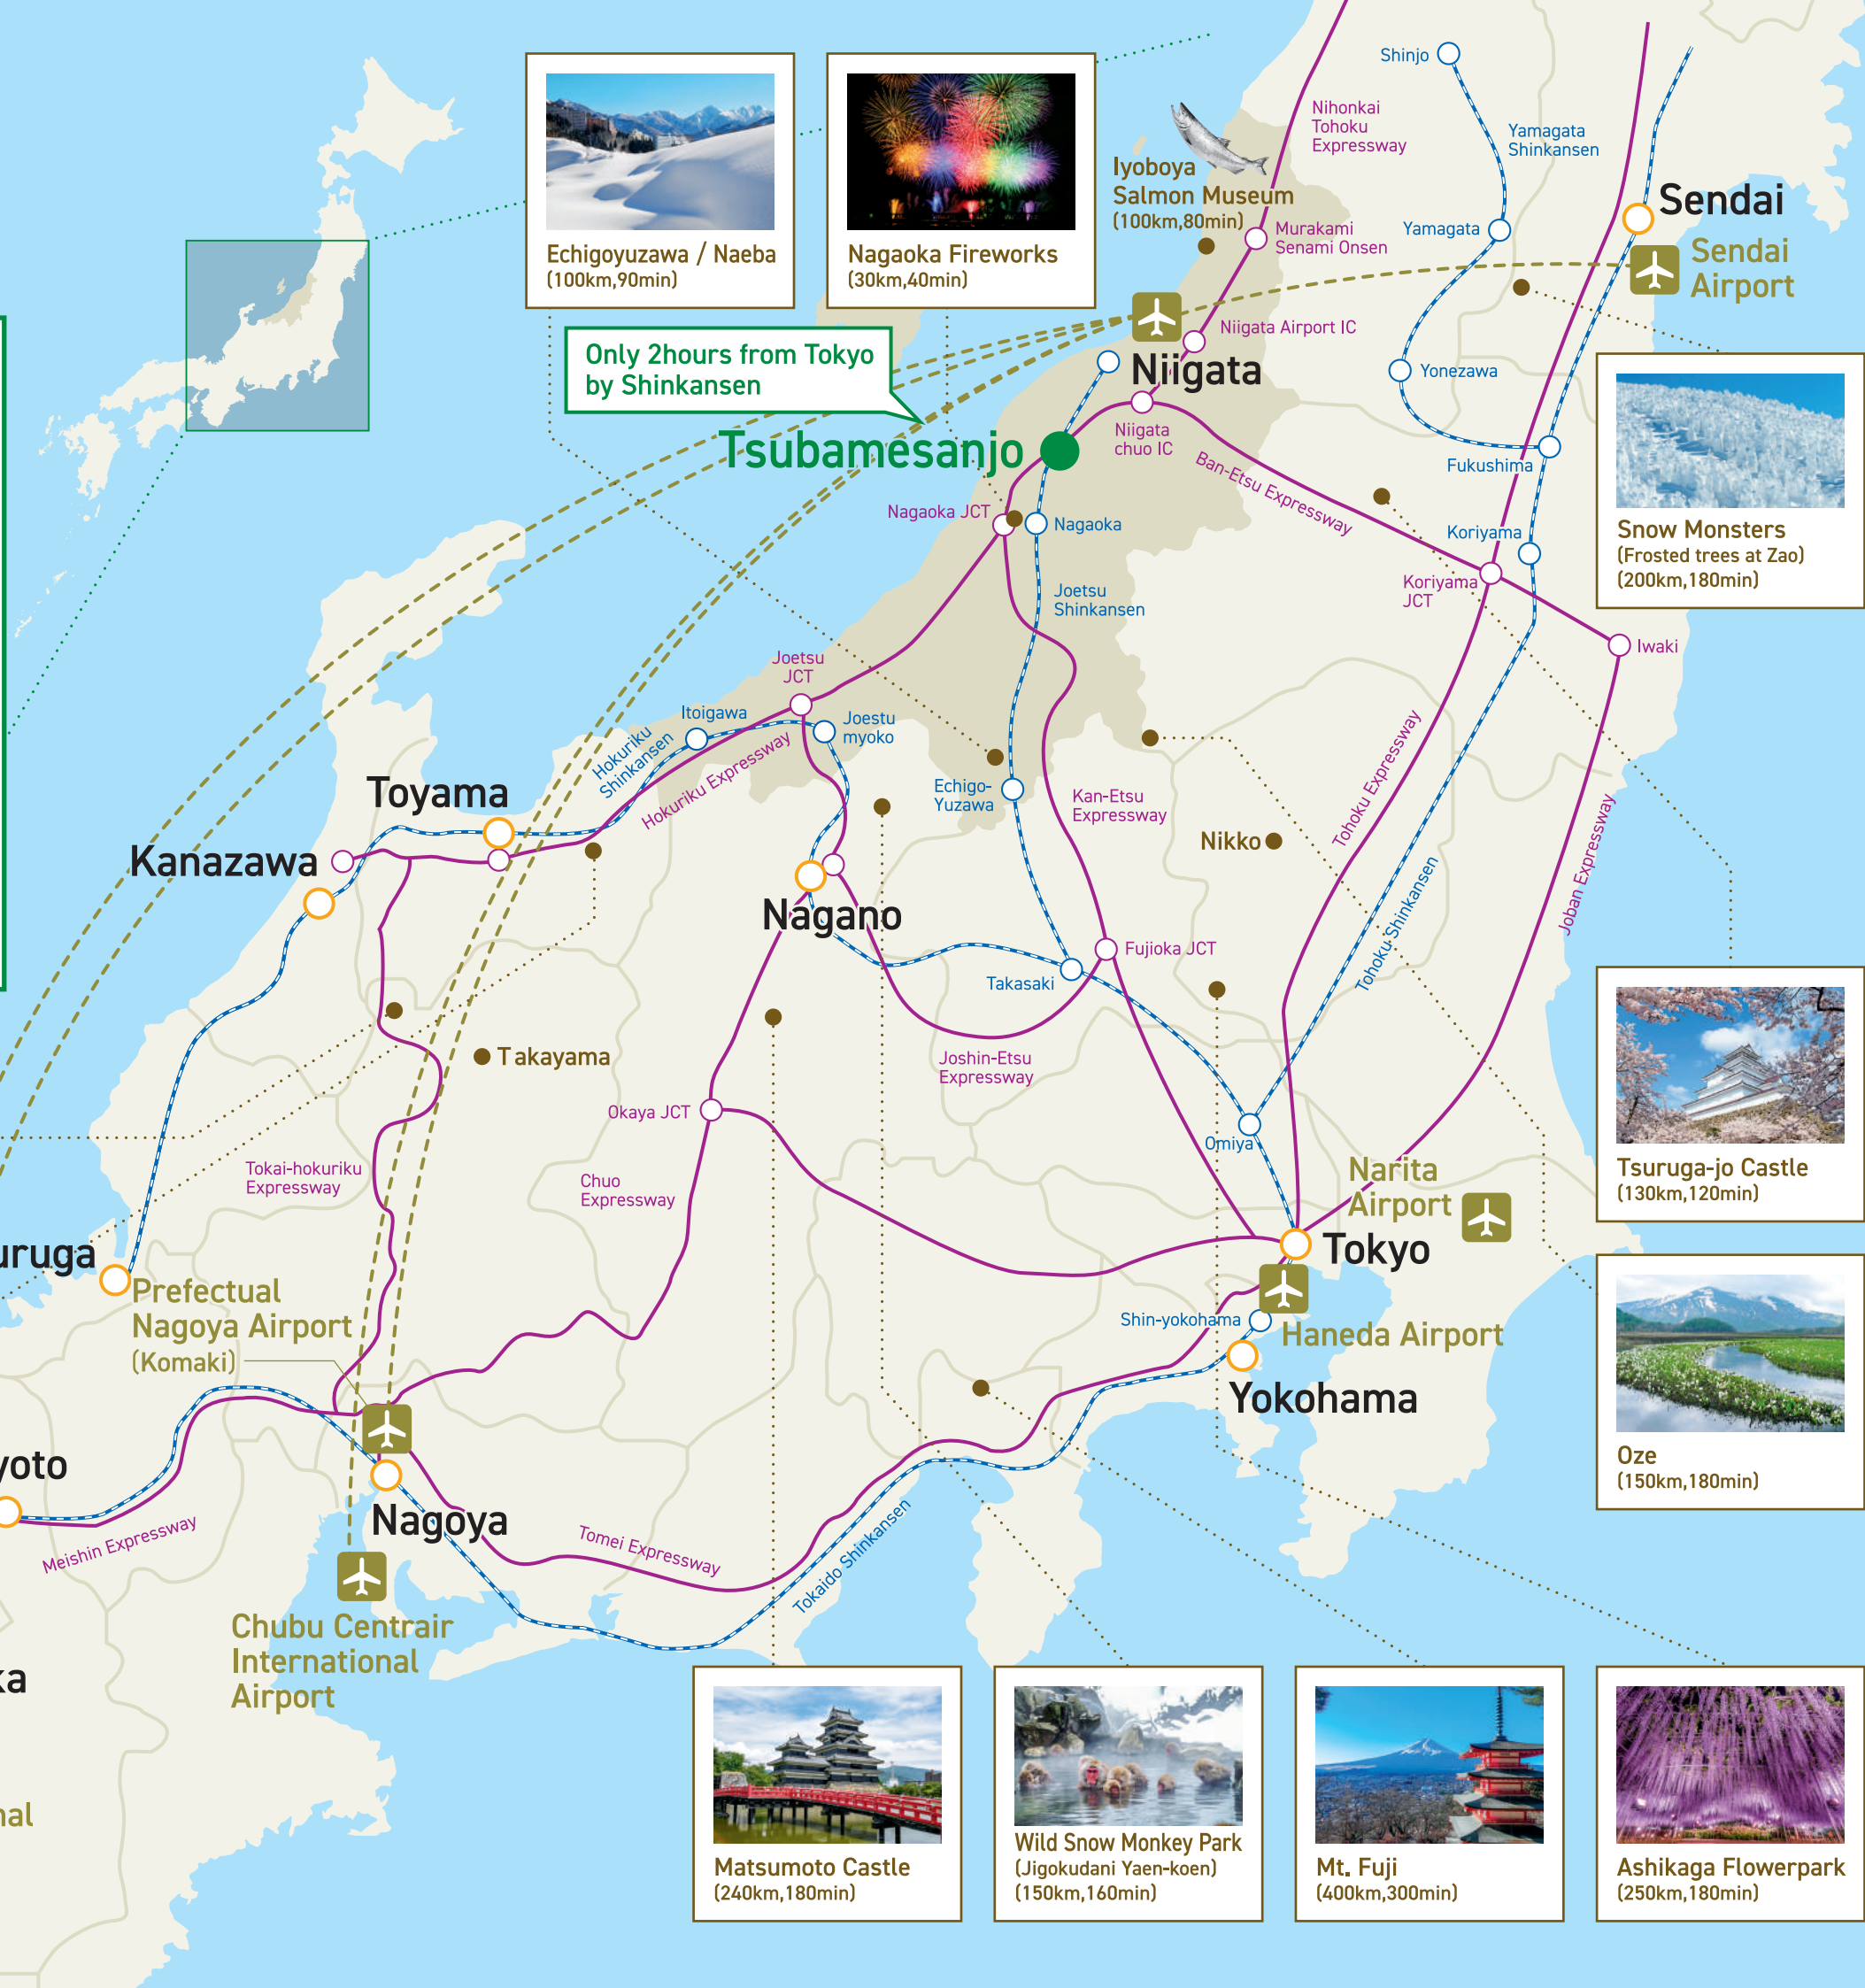 Echigoyuzawa / Naeba
(100km,90min)
Nagaoka Fireworks
(30km,40min)
Iyoboya
Salmon Museum
(100km,80min)
Nihonkai
Tohoku
Expressway
Shinjo
Yamagata
Shinkansen
Sendai
Yamagata
Murakami
Senami Onsen
Sendai
Airport
Niigata Airport IC
Only 2hours from Tokyo
by Shinkansen
Niigata
Yonezawa
Tsubamesanjo
Niigata
chuo IC
Ban-Etsu Expressway
Fukushima
Nagaoka JCT
Nagaoka
Koriyama
Koriyama
JCT
Snow Monsters
(Frosted trees at Zao)
(200km,180min)
Joetsu
Shinkansen
Iwaki
Joetsu
JCT
Itoigawa
Joestu
myoko
Hokuriku
Shinkansen
Hokuriku Expressway
Tohoku Expressway
Toyama
Echigo-
Yuzawa
Kan-Etsu
Expressway
Nikko
Kanazawa
Joban Expressway
Nagano
Tohoku Shinkansen
Fujioka JCT
Takasaki
Takayama
Joshin-Etsu
Expressway
Okaya JCT
Omiya
Tokai-hokuriku
Expressway
Chuo
Expressway
Narita
Airport
Tsuruga-jo Castle
(130km,120min)
uruga
Tokyo
Prefectual
Nagoya Airport
(Komaki)
Shin-yokohama
Haneda Airport
Yokohama
Oze
(150km,180min)
yoto
Nagoya
Meishin Expressway
Tomei Expressway
Tokaido Shinkansen
Chubu Centrair
International
Airport
ka
nal
Matsumoto Castle
(240km,180min)
Wild Snow Monkey Park
(Jigokudani Yaen-koen)
(150km,160min)
Mt. Fuji
(400km,300min)
Ashikaga Flowerpark
(250km,180min)